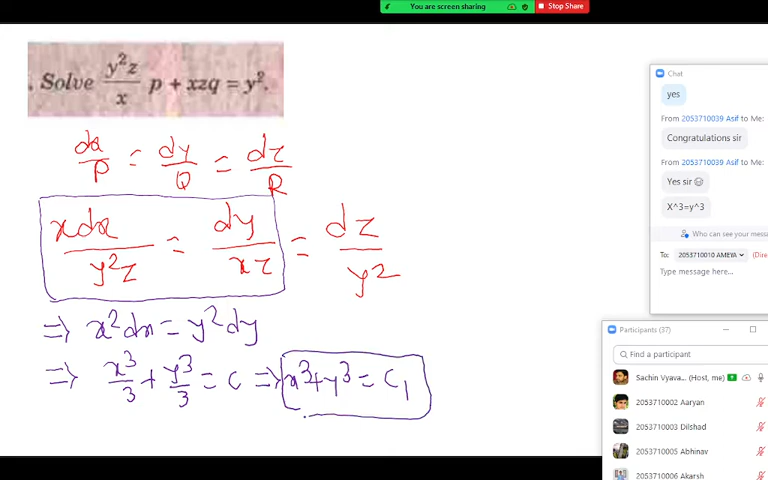 You are screen sharing
Stop Share
. Solve y²z/x p + xzq = y².
dx/P = dy/Q = dz/R
xdx/y²z = dy/xz = dz/y²
⇒ x²dx = y²dy
⇒ x³/3 + y³/3 = c ⇒ x³+y³ = c₁
Chat
yes
From 2053710039 Asif to Me:
Congratulations sir
From 2053710039 Asif to Me:
Yes sir
X^3=y^3
Who can see your messa
To: 2053710010 AMEYA (Dire
Type message here...
Participants (37)
Find a participant
Sachin Vyava... (Host, me)
2053710002 Aaryan
2053710003 Dilshad
2053710005 Abhinav
2053710006 Akarsh